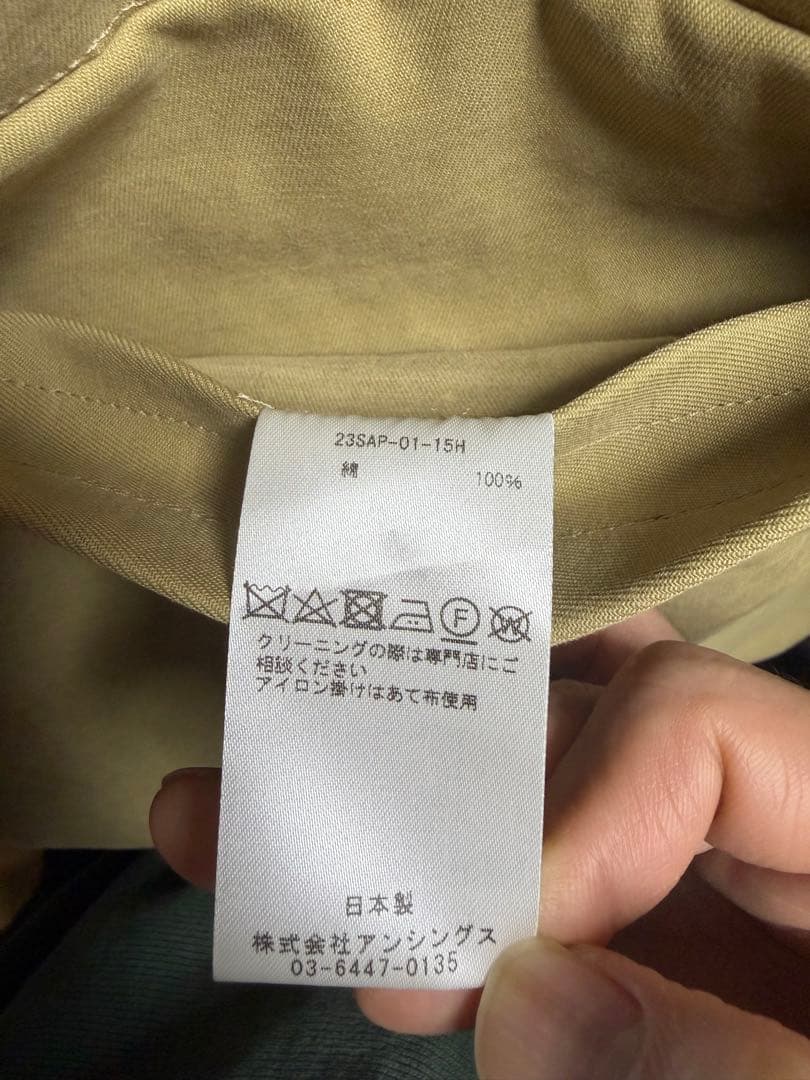 23SAP-01-15H
綿 100%
F W
クリーニングの際は専門店にご
相談ください
アイロン掛けはあて布使用
日本製
株式会社アンシングス
03-6447-0135